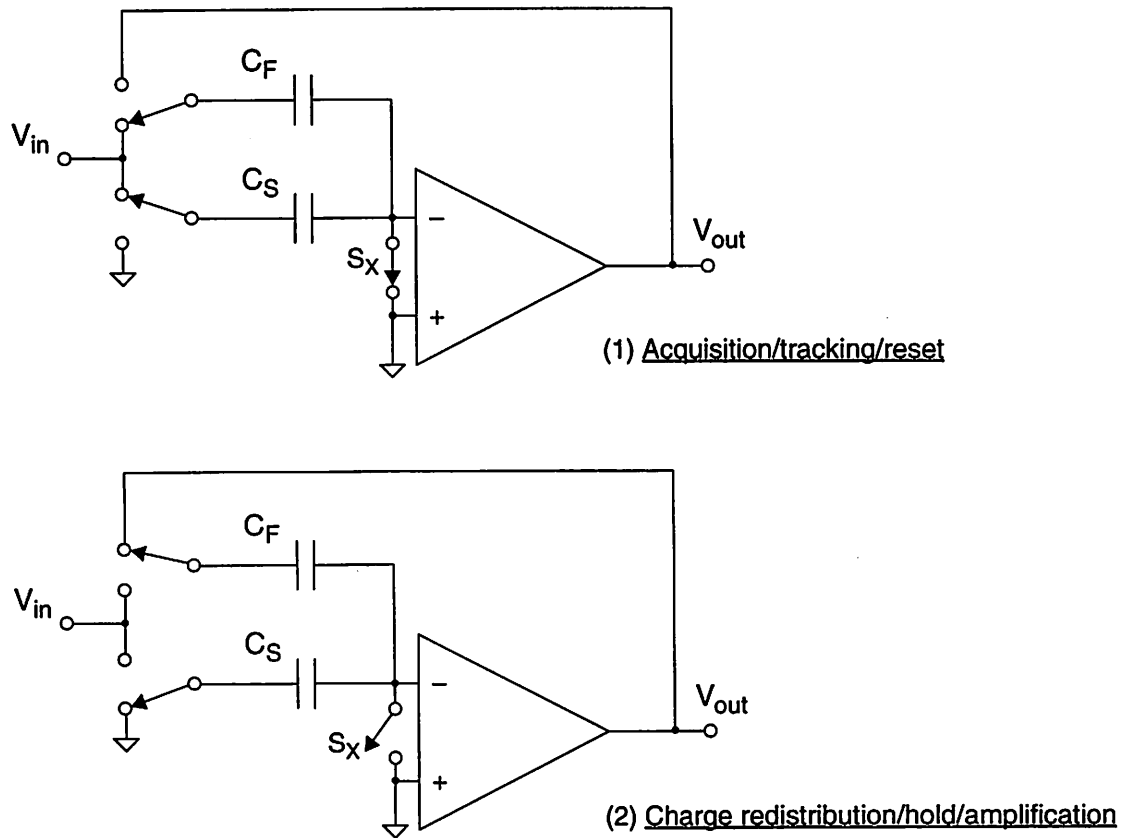 C_F
V_in
C_S
−
S_X
V_out
+
(1) Acquisition/tracking/reset
C_F
V_in
C_S
−
V_out
S_X
+
(2) Charge redistribution/hold/amplification